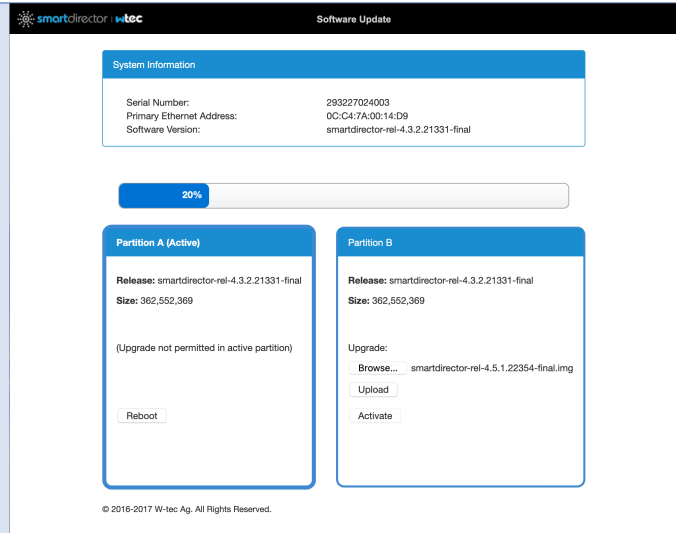 smartdirector wtec
Software Update
System Information
Serial Number: 293227024003
Primary Ethernet Address: 0C:C4:7A:00:14:D9
Software Version: smartdirector-rel-4.3.2.21331-final
20%
Partition A (Active)
Release: smartdirector-rel-4.3.2.21331-final
Size: 362,552,369
(Upgrade not permitted in active partition)
Reboot
Partition B
Release: smartdirector-rel-4.3.2.21331-final
Size: 362,552,369
Upgrade:
Browse... smartdirector-rel-4.5.1.22354-final.img
Upload
Activate
© 2016-2017 W-tec Ag. All Rights Reserved.